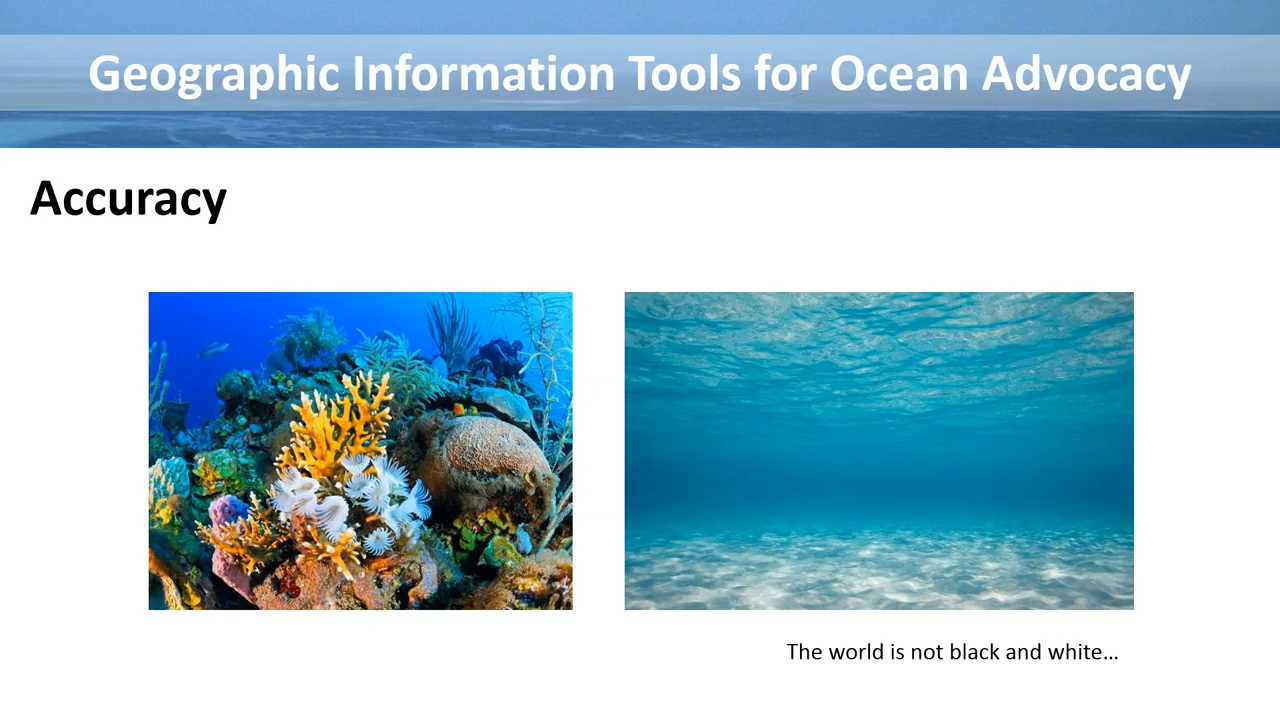 Geographic Information Tools for Ocean Advocacy
Accuracy
The world is not black and white…